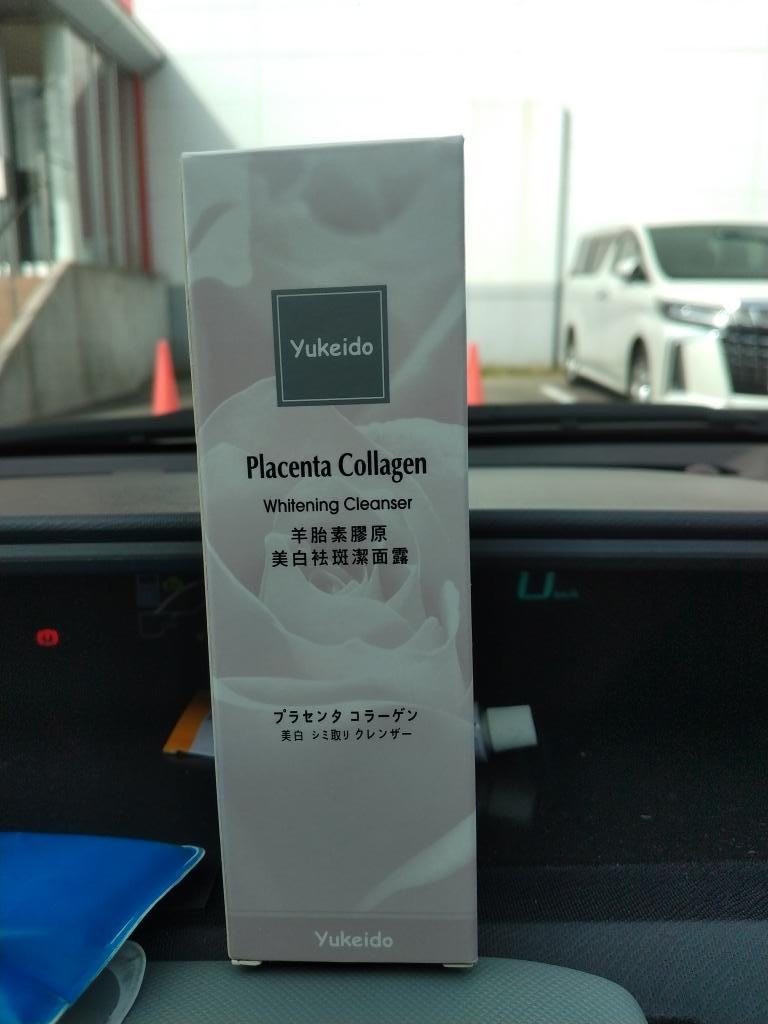 Yukeido
Placenta Collagen
Whitening Cleanser
羊胎素膠原
美白袪斑潔面露
プラセンタ コラーゲン
美白 シミ取り クレンザー
Yukeido